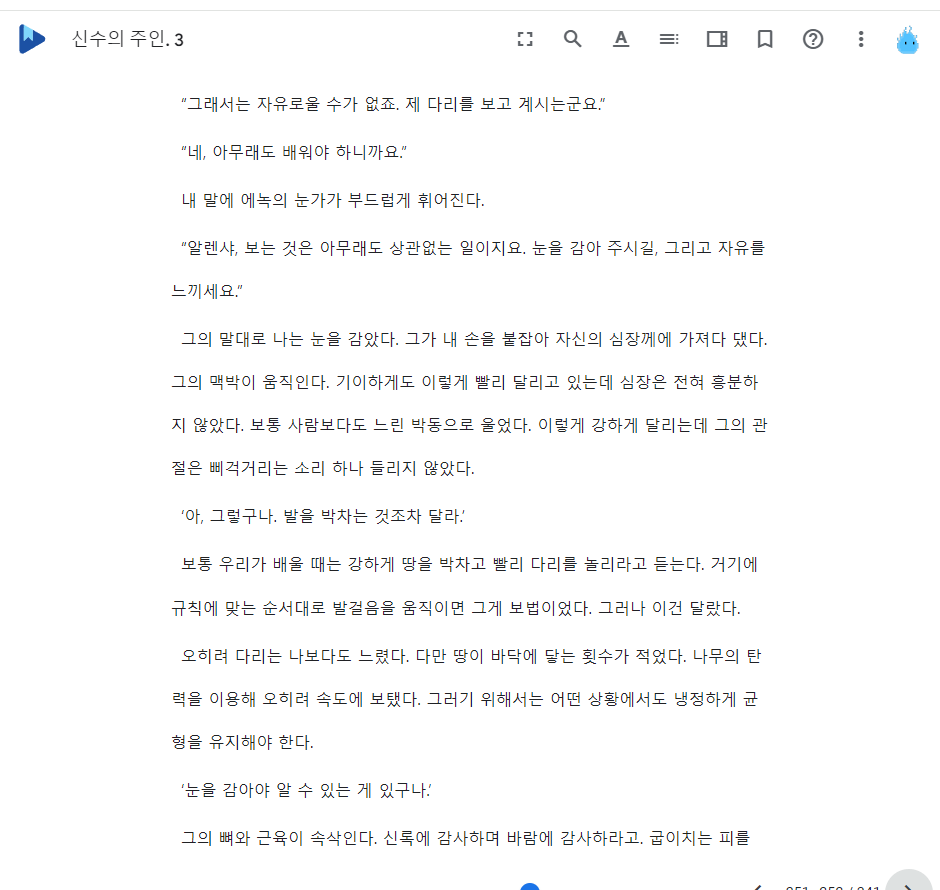 신수의 주인. 3
“그래서는 자유로울 수가 없죠. 제 다리를 보고 계시는군요.”
“네, 아무래도 배워야 하니까요.”
내 말에 에녹의 눈가가 부드럽게 휘어진다.
“알렌샤, 보는 것은 아무래도 상관없는 일이지요. 눈을 감아 주시길, 그리고 자유를
느끼세요.”
그의 말대로 나는 눈을 감았다. 그가 내 손을 붙잡아 자신의 심장께에 가져다 댔다.
그의 맥박이 움직인다. 기이하게도 이렇게 빨리 달리고 있는데 심장은 전혀 흥분하
지 않았다. 보통 사람보다도 느린 박동으로 울었다. 이렇게 강하게 달리는데 그의 관
절은 삐걱거리는 소리 하나 들리지 않았다.
‘아, 그렇구나. 발을 박차는 것조차 달라.’
보통 우리가 배울 때는 강하게 땅을 박차고 빨리 다리를 놀리라고 듣는다. 거기에
규칙에 맞는 순서대로 발걸음을 움직이면 그게 보법이었다. 그러나 이건 달랐다.
오히려 다리는 나보다도 느렸다. 다만 땅이 바닥에 닿는 횟수가 적었다. 나무의 탄
력을 이용해 오히려 속도에 보탰다. 그러기 위해서는 어떤 상황에서도 냉정하게 균
형을 유지해야 한다.
‘눈을 감아야 알 수 있는 게 있구나.’
그의 뼈와 근육이 속삭인다. 신록에 감사하며 바람에 감사하라고. 굽이치는 피를